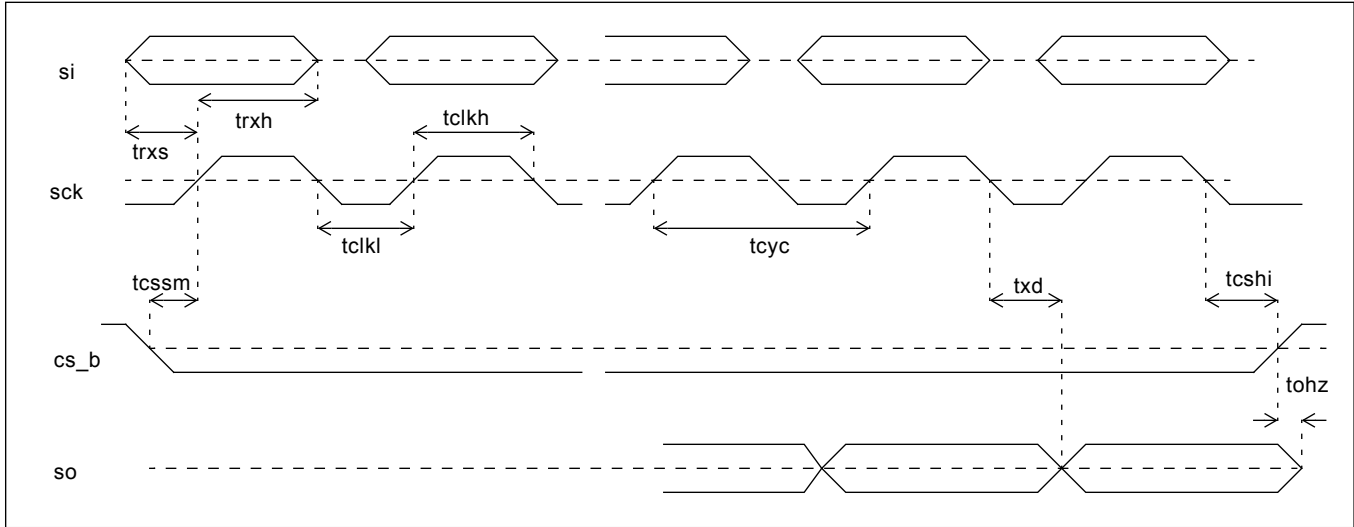 si
trxh
tclkh
trxs
sck
tclkl
tcyc
tcssm
txd
tcshi
cs_b
tohz
so